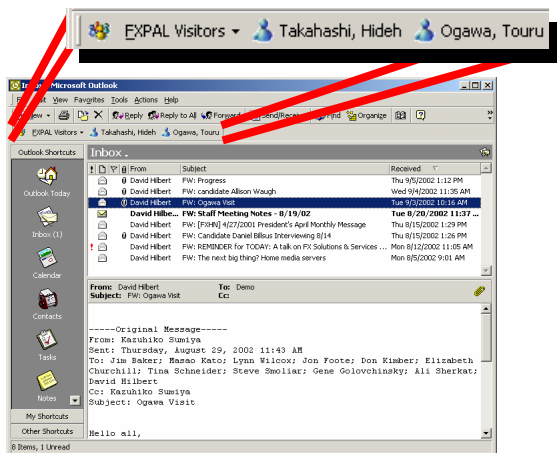 FXPAL Visitors Takahashi, Hideh Ogawa, Touru
Microsoft Outlook
Favorites Tools Actions Help
Reply Reply to All Forward Send/Receive Find Organize
FXPAL Visitors Takahashi, Hideh Ogawa, Touru
Outlook Shortcuts
Outlook Today
Inbox (1)
Calendar
Contacts
Tasks
Notes
My Shortcuts
Other Shortcuts
Inbox
From Subject Received
David Hilbert FW: Progress Thu 9/5/2002 1:12 PM
David Hilbert FW: candidate Allison Waugh Wed 9/4/2002 11:35 AM
David Hilbert FW: Ogawa Visit Tue 9/3/2002 10:16 AM
David Hilbe... FW: Staff Meeting Notes - 8/19/02 Tue 8/20/2002 11:37 ...
David Hilbert FW: [FXHN] 4/27/2001 President's April Monthly Message Thu 8/15/2002 1:29 PM
David Hilbert FW: Candidate Daniel Billsus Interviewing 8/14 Thu 8/15/2002 1:26 PM
David Hilbert FW: REMINDER for TODAY: A talk on FX Solutions & Services ... Mon 8/12/2002 11:05 AM
David Hilbert FW: The next big thing? Home media servers Mon 8/5/2002 9:01 AM
From: David Hilbert To: Demo
Subject: FW: Ogawa Visit Cc:
-----Original Message-----
From: Kazuhiko Sumiya
Sent: Thursday, August 29, 2002 11:43 AM
To: Jim Baker; Masao Kato; Lynn Wilcox; Jon Foote; Don Kimber; Elizabeth
Churchill; Tina Schneider; Steve Smoliar; Gene Golovchinsky; Ali Sherkat;
David Hilbert
Cc: Kazuhiko Sumiya
Subject: Ogawa Visit
Hello all,
8 Items, 1 Unread